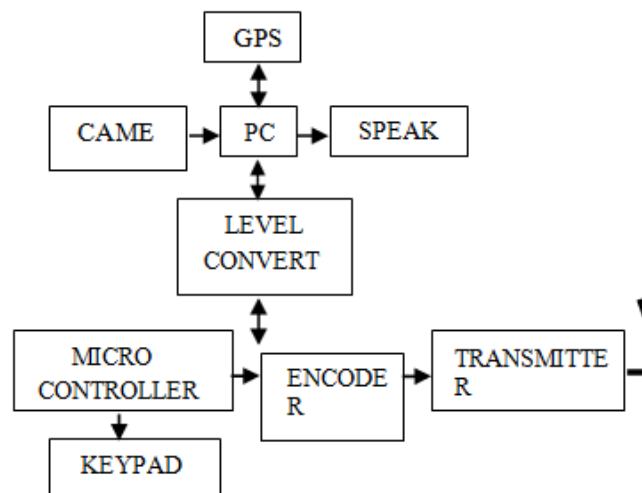 GPS
CAME
PC
SPEAK
LEVEL
CONVERT
MICRO
CONTROLLER
ENCODE
R
TRANSMITTE
R
KEYPAD